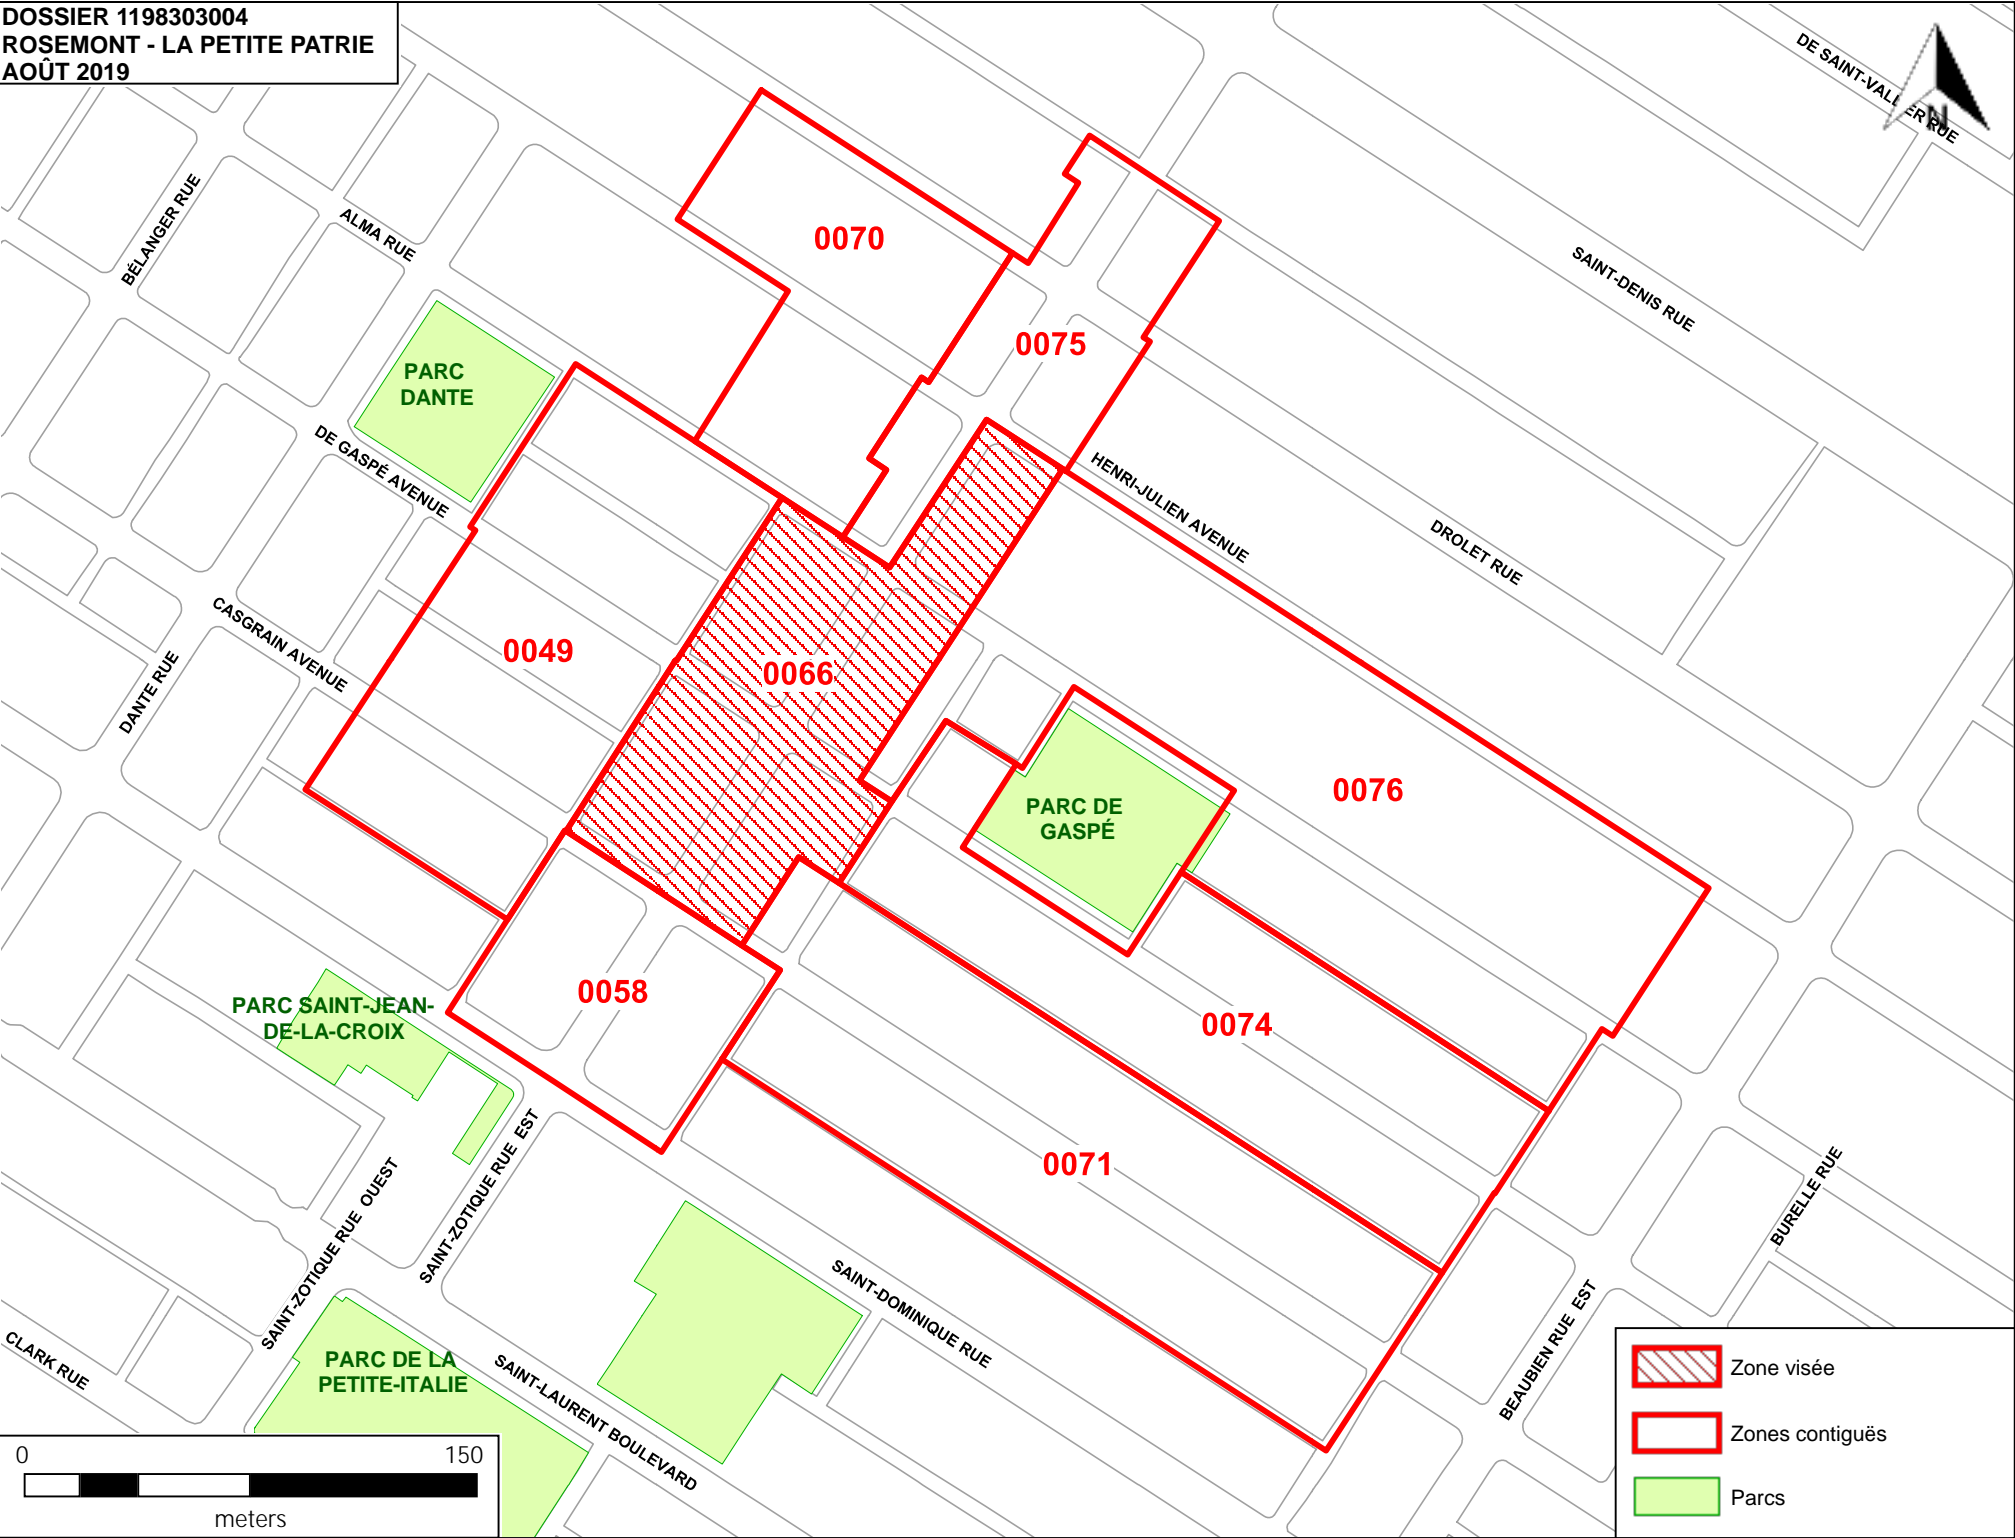 DOSSIER 1198303004
ROSEMONT - LA PETITE PATRIE
AOÛT 2019
DE SAINT-VALLIER RUE
N
BÉLANGER RUE
ALMA RUE
0070
SAINT-DENIS RUE
0075
PARC
DANTE
DE GASPÉ AVENUE
HENRI-JULIEN AVENUE
DROLET RUE
CASGRAIN AVENUE
DANTE RUE
0049
0066
0076
PARC DE
GASPÉ
0058
PARC SAINT-JEAN-
DE-LA-CROIX
0074
SAINT-ZOTIQUE RUE OUEST
SAINT-ZOTIQUE RUE EST
0071
BURELLE RUE
SAINT-DOMINIQUE RUE
BEAUBIEN RUE EST
CLARK RUE
PARC DE LA
PETITE-ITALIE
SAINT-LAURENT BOULEVARD
0 150
meters
Zone visée
Zones contiguës
Parcs